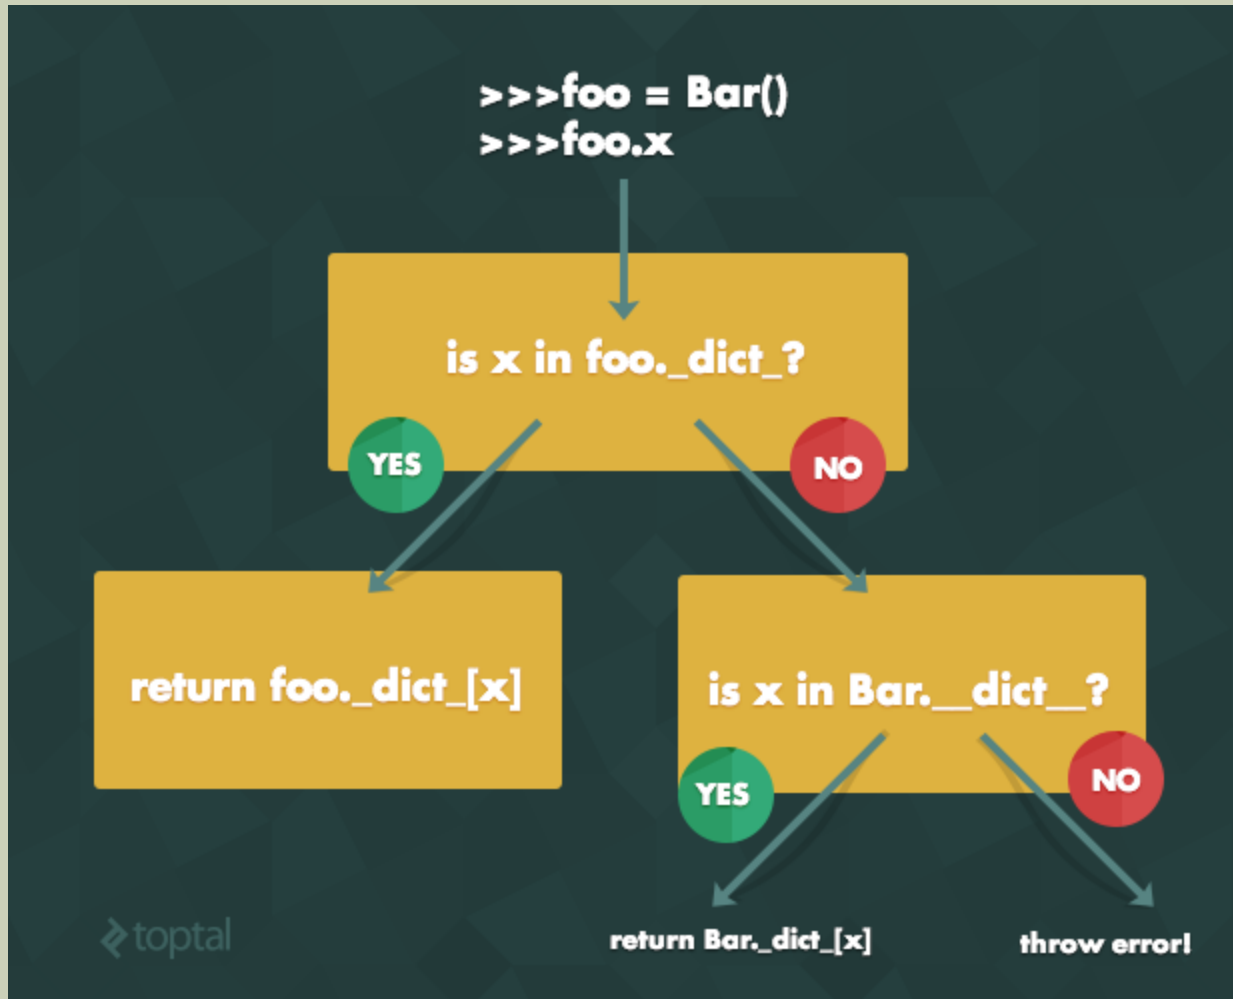 >>>foo = Bar()
>>>foo.x
is x in foo._dict_?
YES
NO
return foo._dict_[x]
is x in Bar.__dict__?
YES
NO
return Bar._dict_[x]
throw error!
toptal